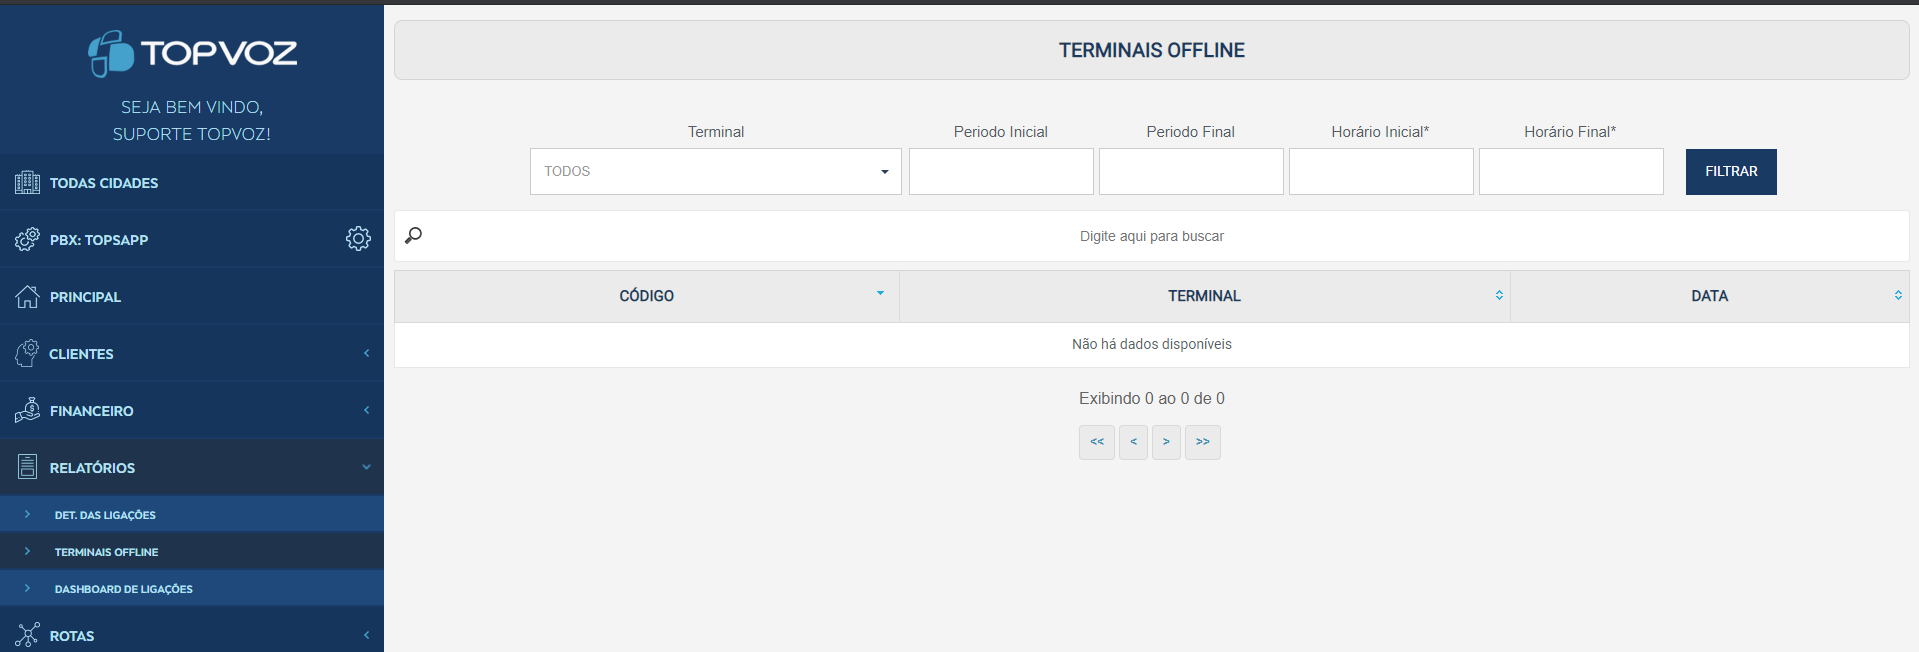 TOPVOZ
SEJA BEM VINDO,
SUPORTE TOPVOZ!
TODAS CIDADES
PBX: TOPSAPP
PRINCIPAL
CLIENTES
FINANCEIRO
RELATÓRIOS
DET. DAS LIGAÇÕES
TERMINAIS OFFLINE
DASHBOARD DE LIGAÇÕES
ROTAS
TERMINAIS OFFLINE
Terminal Periodo Inicial Periodo Final Horário Inicial* Horário Final*
TODOS FILTRAR
Digite aqui para buscar
CÓDIGO TERMINAL DATA
Não há dados disponíveis
Exibindo 0 ao 0 de 0
<< < > >>